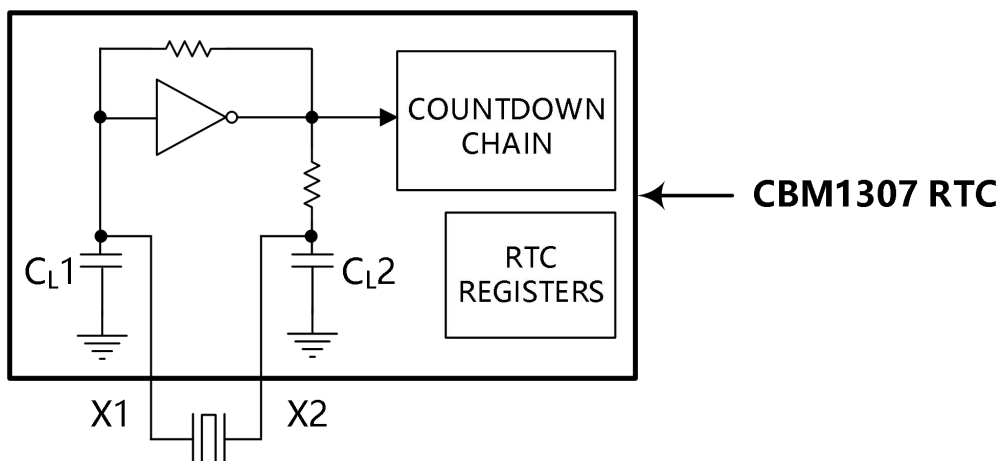 COUNTDOWN
CHAIN
CBM1307 RTC
RTC
REGISTERS
CL1
CL2
X1
X2